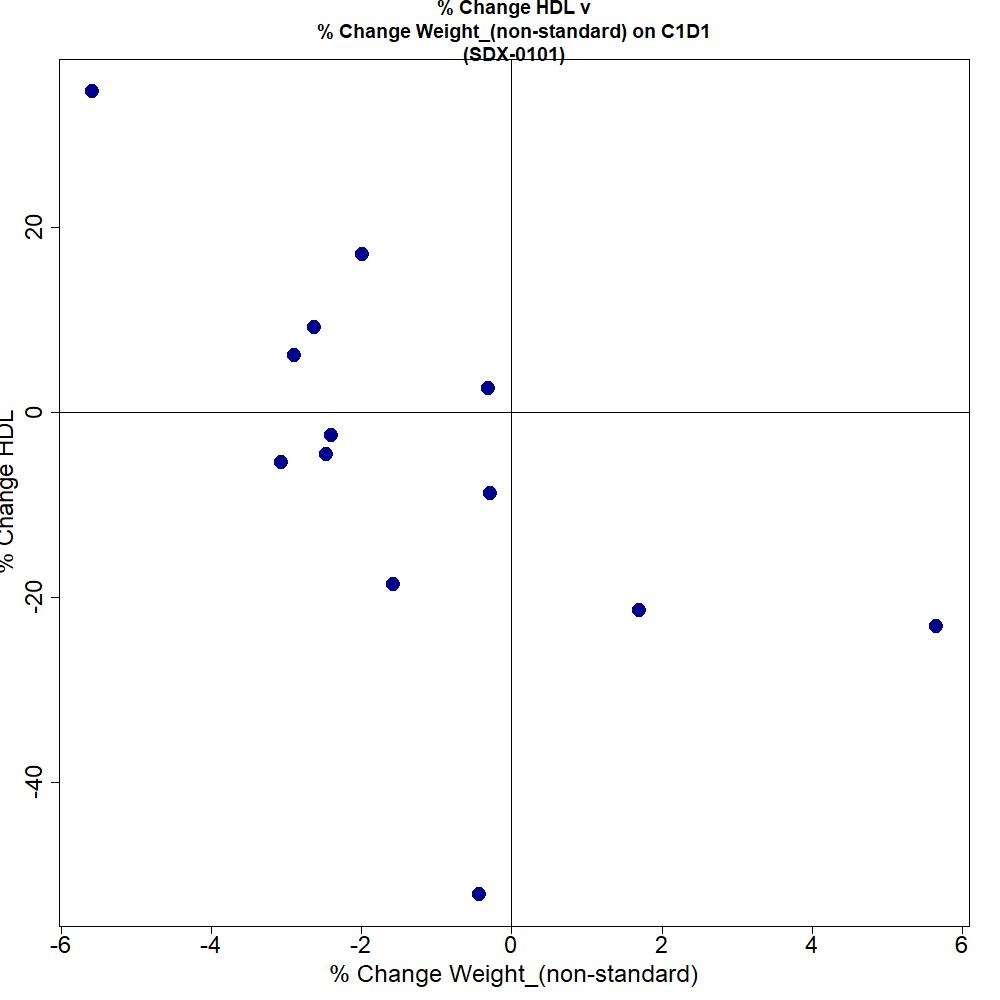 % Change HDL v
% Change Weight_(non-standard) on C1D1
(SDX-0101)
% Change HDL
20
0
-20
-40
-6
-4
-2
0
2
4
6
% Change Weight_(non-standard)